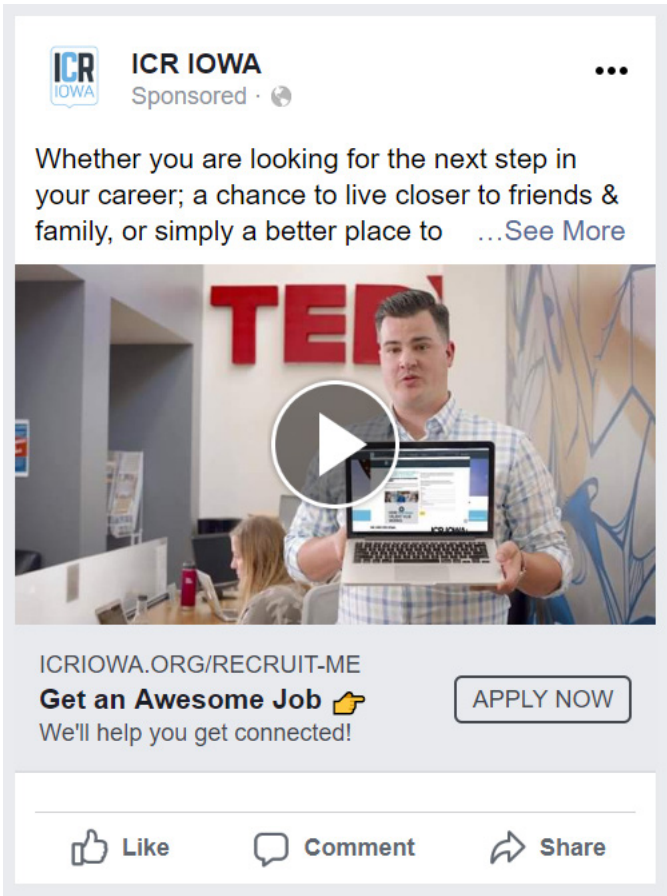 ICR
IOWA
ICR IOWA
Sponsored ·
Whether you are looking for the next step in
your career; a chance to live closer to friends &
family, or simply a better place to ...See More
TED
ICR IOWA
ICRIOWA.ORG/RECRUIT-ME
Get an Awesome Job 👉
We'll help you get connected!
APPLY NOW
Like
Comment
Share